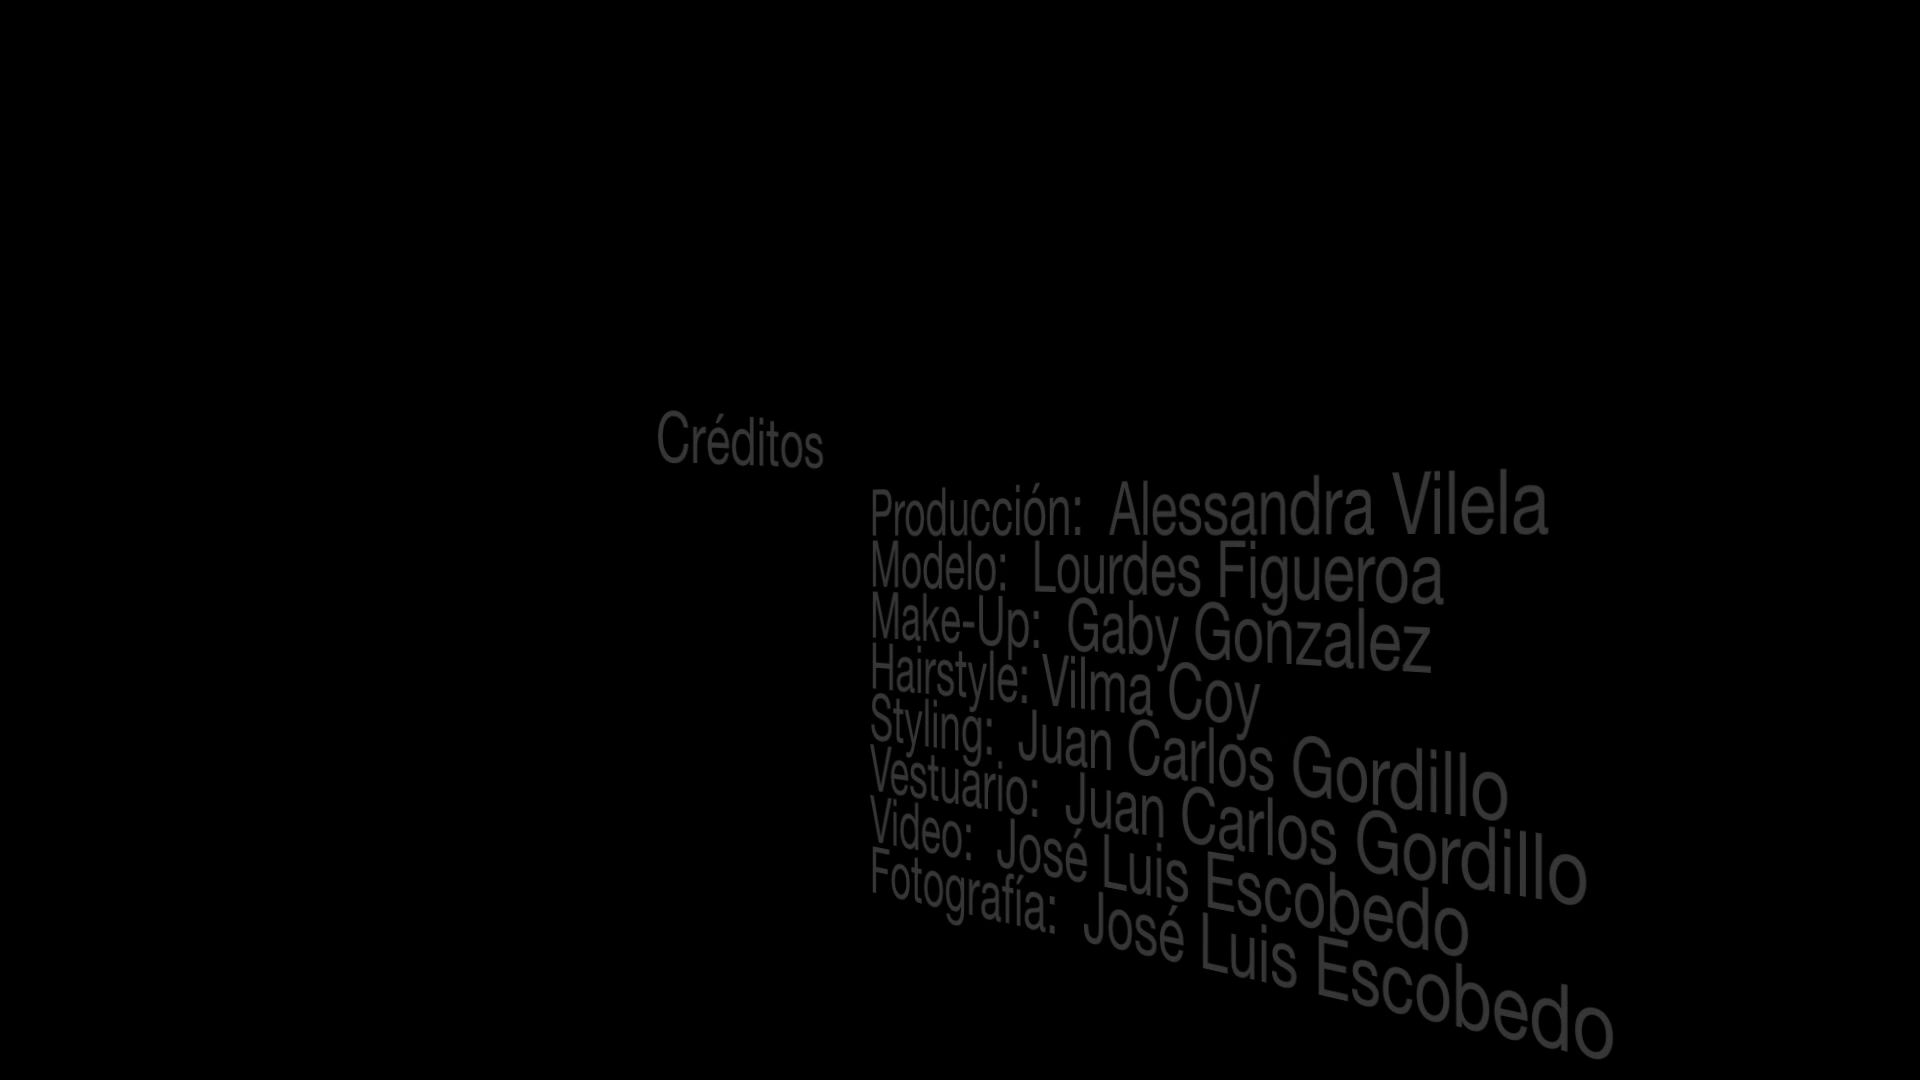 Créditos
Producción: Alessandra Vilela
Modelo: Lourdes Figueroa
Make-Up: Gaby Gonzalez
Hairstyle: Vilma Coy
Styling: Juan Carlos Gordillo
Vestuario: Juan Carlos Gordillo
Video: José Luis Escobedo
Fotografía: José Luis Escobedo